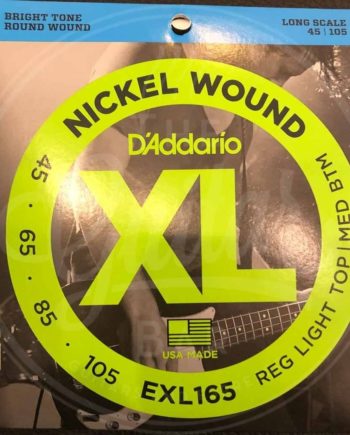 BRIGHT TONE
ROUND WOUND
LONG SCALE
45 | 105
NICKEL WOUND
D'Addario
XL
45 · 65 · 85 · 105
USA MADE
EXL165
REG LIGHT TOP | MED BTM